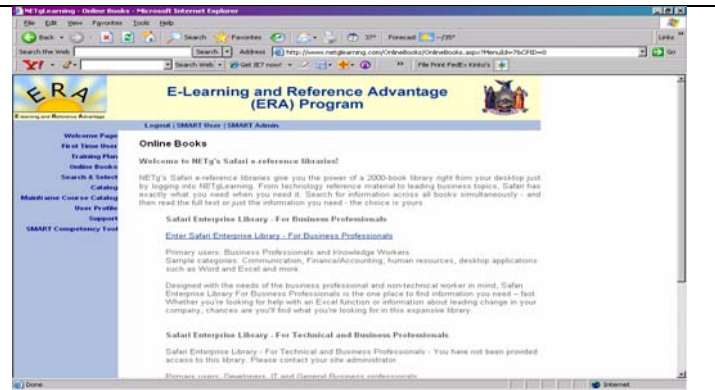 NETgLearning - Online Books - Microsoft Internet Explorer
File Edit View Favorites Tools Help
Back Search Favorites 37° Forecast -/35° Links
Search the Web Search Address http://www.netglearning.com/OnlineBooks/OnlineBooks.aspx?MenuId=7&CPID=0 Go
Y! Search Web Get IE7 now! File Print FedEx Kinko's
ERA
E-Learning and Reference Advantage
E-Learning and Reference Advantage
(ERA) Program
Logout | SMART User | SMART Admin
Welcome Page
First Time User
Training Plan
Online Books
Search & Select
Catalog
Mainframe Course Catalog
User Profile
Support
SMART Competency Tool
Online Books
Welcome to NETg's Safari e-reference libraries!
NETg's Safari e-reference libraries give you the power of a 2000-book library right from your desktop just
by logging into NETgLearning. From technology reference material to leading business topics, Safari has
exactly what you need when you need it. Search for information across all books simultaneously - and
then read the full text or just the information you need - the choice is yours.
Safari Enterprise Library - For Business Professionals
Enter Safari Enterprise Library - For Business Professionals
Primary users: Business Professionals and Knowledge Workers
Sample categories: Communication, Finance/Accounting, human resources, desktop applications
such as Word and Excel and more
Designed with the needs of the business professional and non-technical worker in mind, Safari
Enterprise Library For Business Professionals is the one place to find information you need – fast.
Whether you're looking for help with an Excel function or information about leading change in your
company, chances are you'll find what you're looking for in this expansive library.
Safari Enterprise Library - For Technical and Business Professionals
Safari Enterprise Library - For Technical and Business Professionals - You have not been provided
access to this library. Please contact your site administrator
Primary users: Developers, IT and General Business professionals
Done Internet